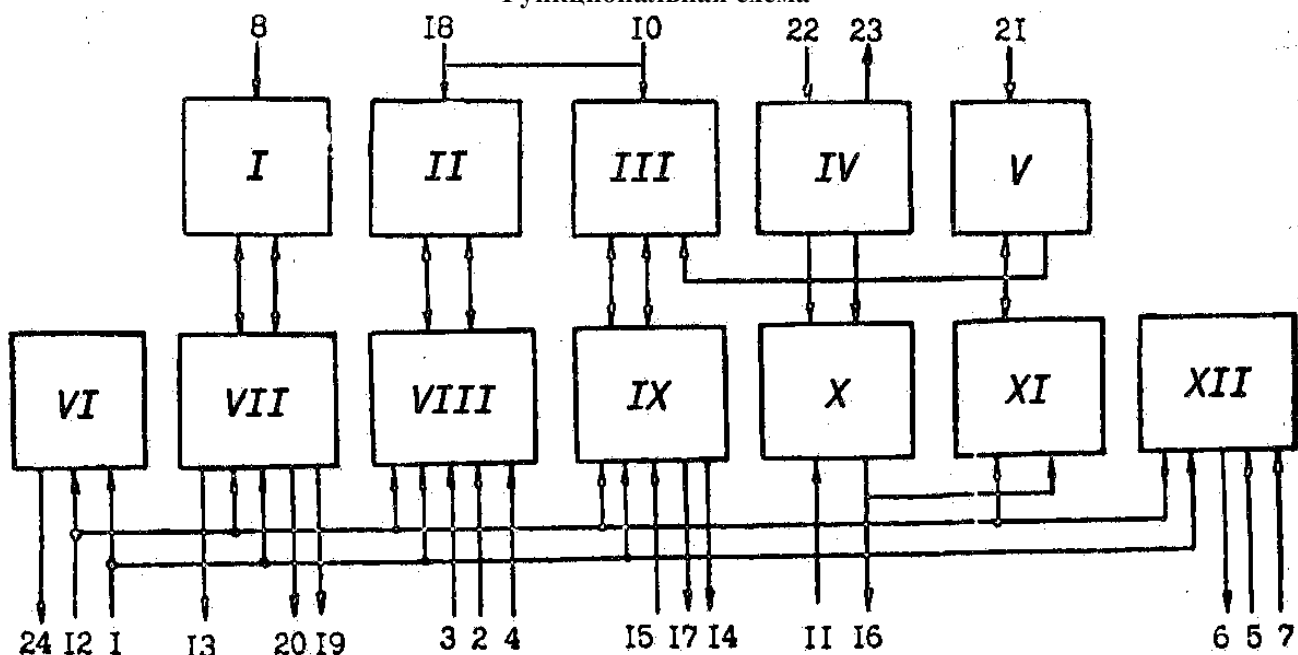 Функциональная схема
8 I8 I0 22 23 2I
I II III IV V
VI VII VIII IX X XI XII
24 I2 I I3 20 I9 3 2 4 I5 I7 I4 II I6 6 5 7